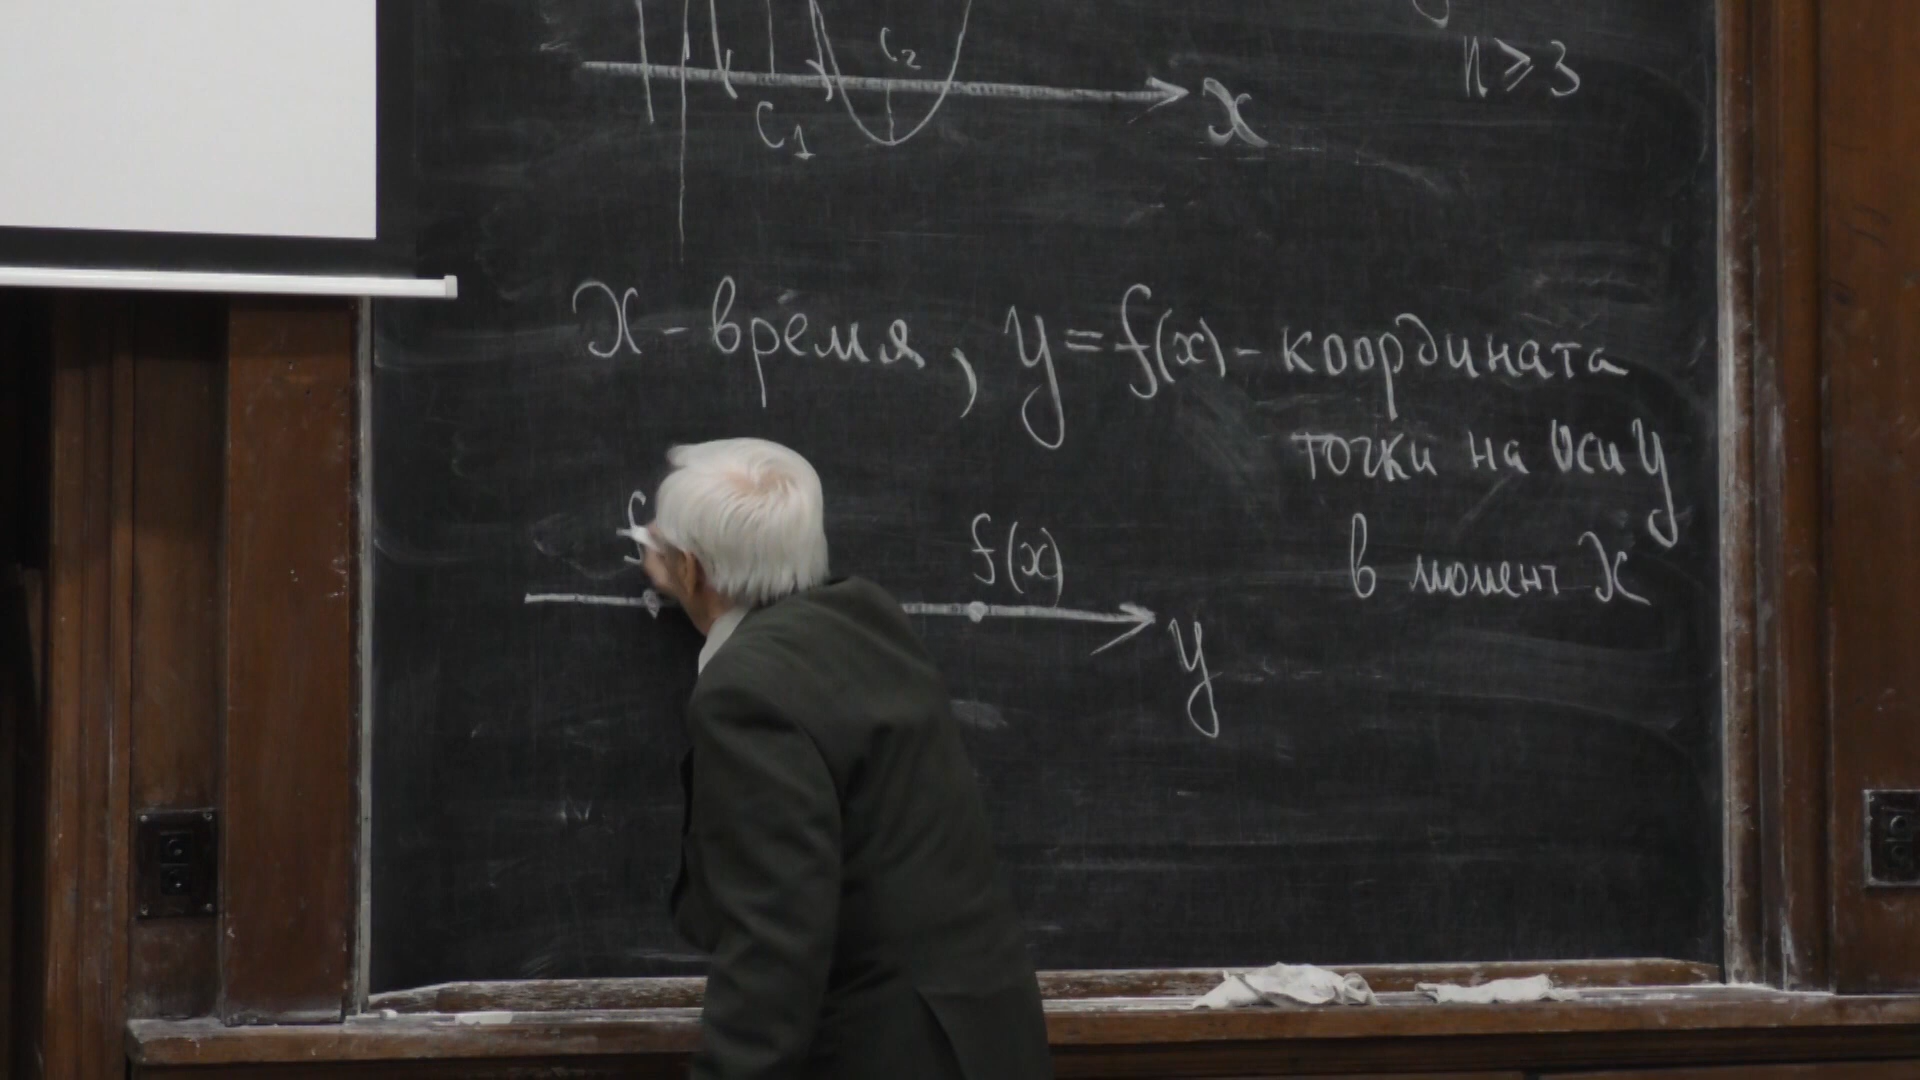 C₂
n ⩾ 3
C₁
x
x - время, y = f(x) - координата
точки на оси y
в момент x
f
f(x)
y